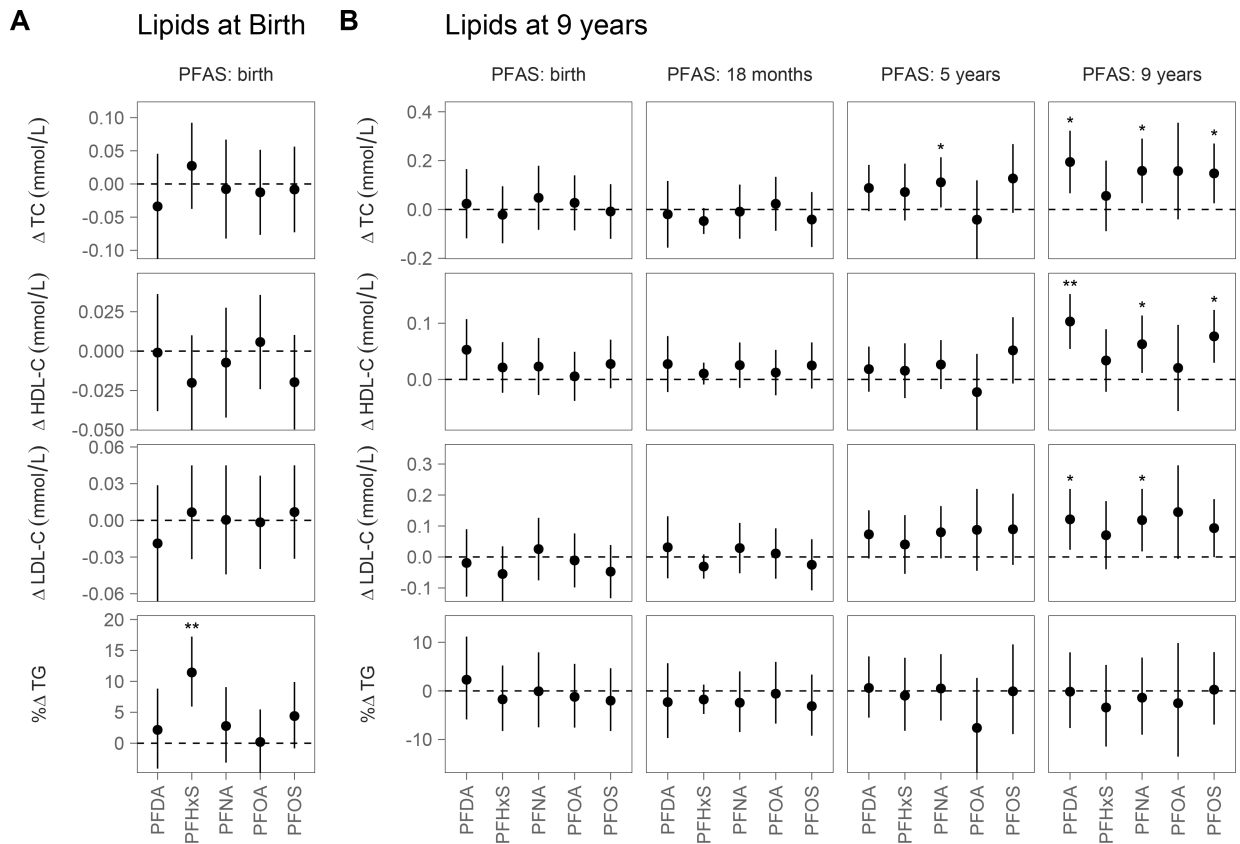 A Lipids at Birth B Lipids at 9 years
PFAS: birth PFAS: birth PFAS: 18 months PFAS: 5 years PFAS: 9 years
Δ TC (mmol/L)
0.10
0.05
0.00
-0.05
-0.10
Δ TC (mmol/L)
0.4
0.2
0.0
-0.2
*
* * *
Δ HDL-C (mmol/L)
0.025
0.000
-0.025
-0.050
Δ HDL-C (mmol/L)
0.1
0.0
** * *
Δ LDL-C (mmol/L)
0.06
0.03
0.00
-0.03
-0.06
Δ LDL-C (mmol/L)
0.3
0.2
0.1
0.0
-0.1
* *
%Δ TG
20
15
10
5
0
**
%Δ TG
10
0
-10
PFDA PFHxS PFNA PFOA PFOS PFDA PFHxS PFNA PFOA PFOS PFDA PFHxS PFNA PFOA PFOS PFDA PFHxS PFNA PFOA PFOS PFDA PFHxS PFNA PFOA PFOS